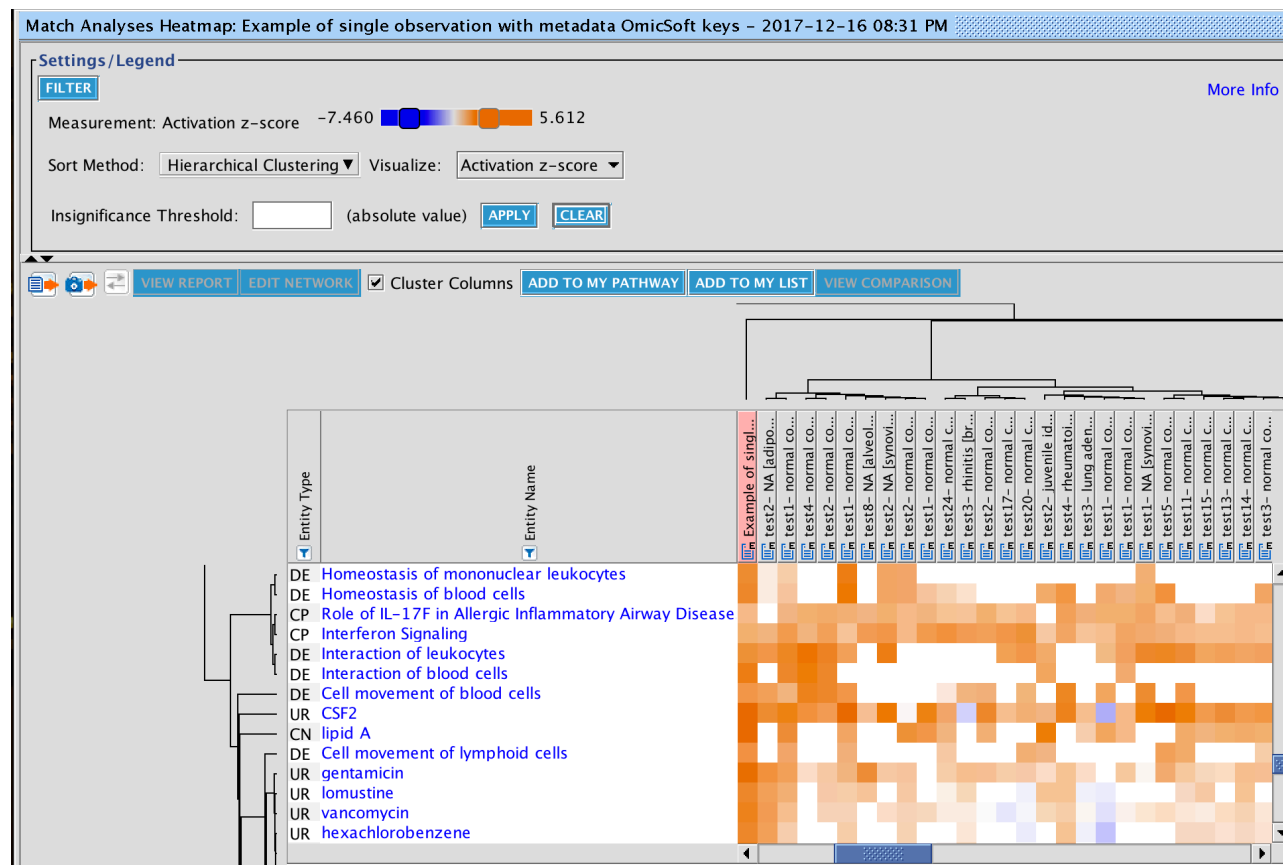 Match Analyses Heatmap: Example of single observation with metadata OmicSoft keys - 2017-12-16 08:31 PM
Settings/Legend
FILTER
More Info
Measurement: Activation z-score -7.460 5.612
Sort Method: Hierarchical Clustering ▼ Visualize: Activation z-score
Insignificance Threshold: (absolute value) APPLY CLEAR
VIEW REPORT EDIT NETWORK Cluster Columns ADD TO MY PATHWAY ADD TO MY LIST VIEW COMPARISON
Entity Type
Entity Name
Example of singl...
test2- NA [adipo...
test1- normal co...
test4- normal co...
test2- normal co...
test1- normal co...
test8- NA [alveol...
test2- NA [synovi...
test2- normal co...
test1- normal co...
test24- normal c...
test3- rhinitis [br...
test2- normal co...
test17- normal c...
test20- normal c...
test2- juvenile id...
test4- rheumatoi...
test3- lung aden...
test1- normal co...
test1- normal co...
test1- NA [synovi...
test5- normal co...
test11- normal c...
test15- normal c...
test13- normal c...
test14- normal c...
test3- normal co...
DE Homeostasis of mononuclear leukocytes
DE Homeostasis of blood cells
CP Role of IL-17F in Allergic Inflammatory Airway Disease
CP Interferon Signaling
DE Interaction of leukocytes
DE Interaction of blood cells
DE Cell movement of blood cells
UR CSF2
CN lipid A
DE Cell movement of lymphoid cells
UR gentamicin
UR lomustine
UR vancomycin
UR hexachlorobenzene